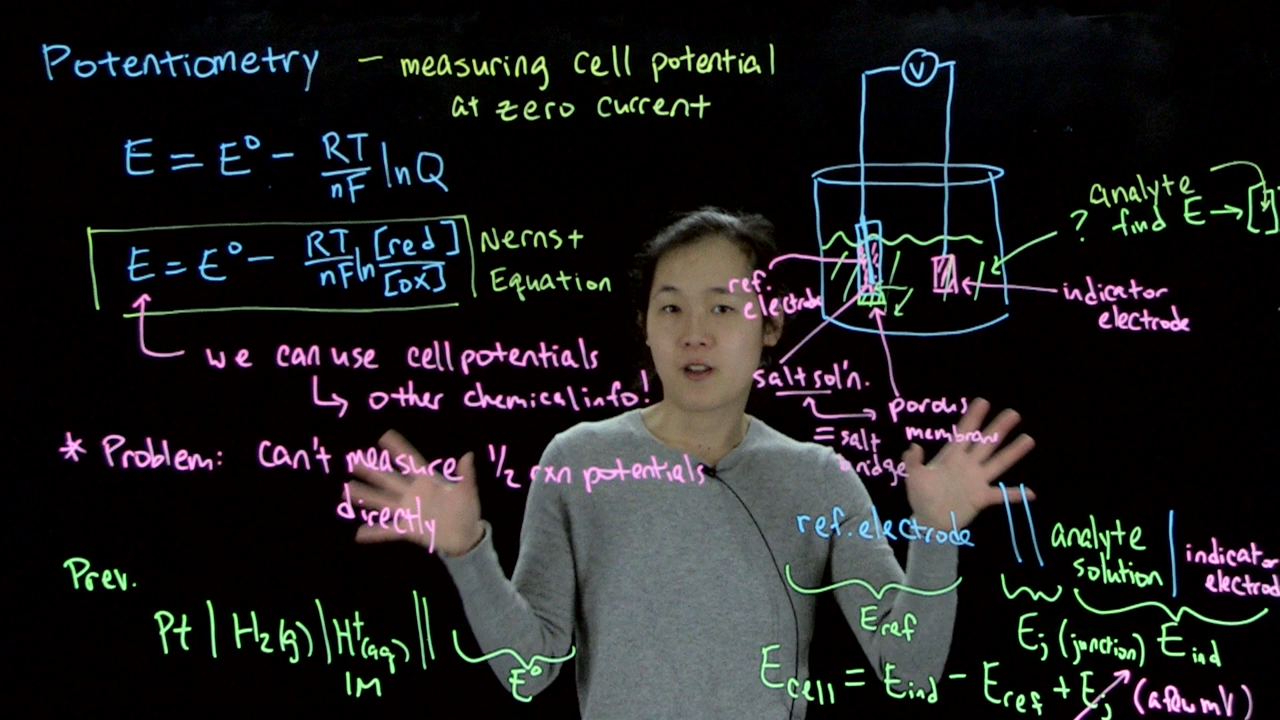 Potentiometry - measuring cell potential
at zero current
E = E° - RT/nF ln Q
E = E° - RT/nF ln [red]/[ox]
Nernst
Equation
we can use cell potentials
↳ other chemical info!
* Problem: can't measure 1/2 rxn potentials
directly
Prev.
Pt | H2(g) | H+(aq) ||
1M
E°
V
? analyte
find E → [ ]
ref.
electrode
indicator
electrode
salt sol'n.
porous
membrane
= salt
bridge
ref. electrode || analyte
solution | indicator
electrode
Eref
Ej (junction) Eind
Ecell = Eind - Eref + Ej
(a few mV)